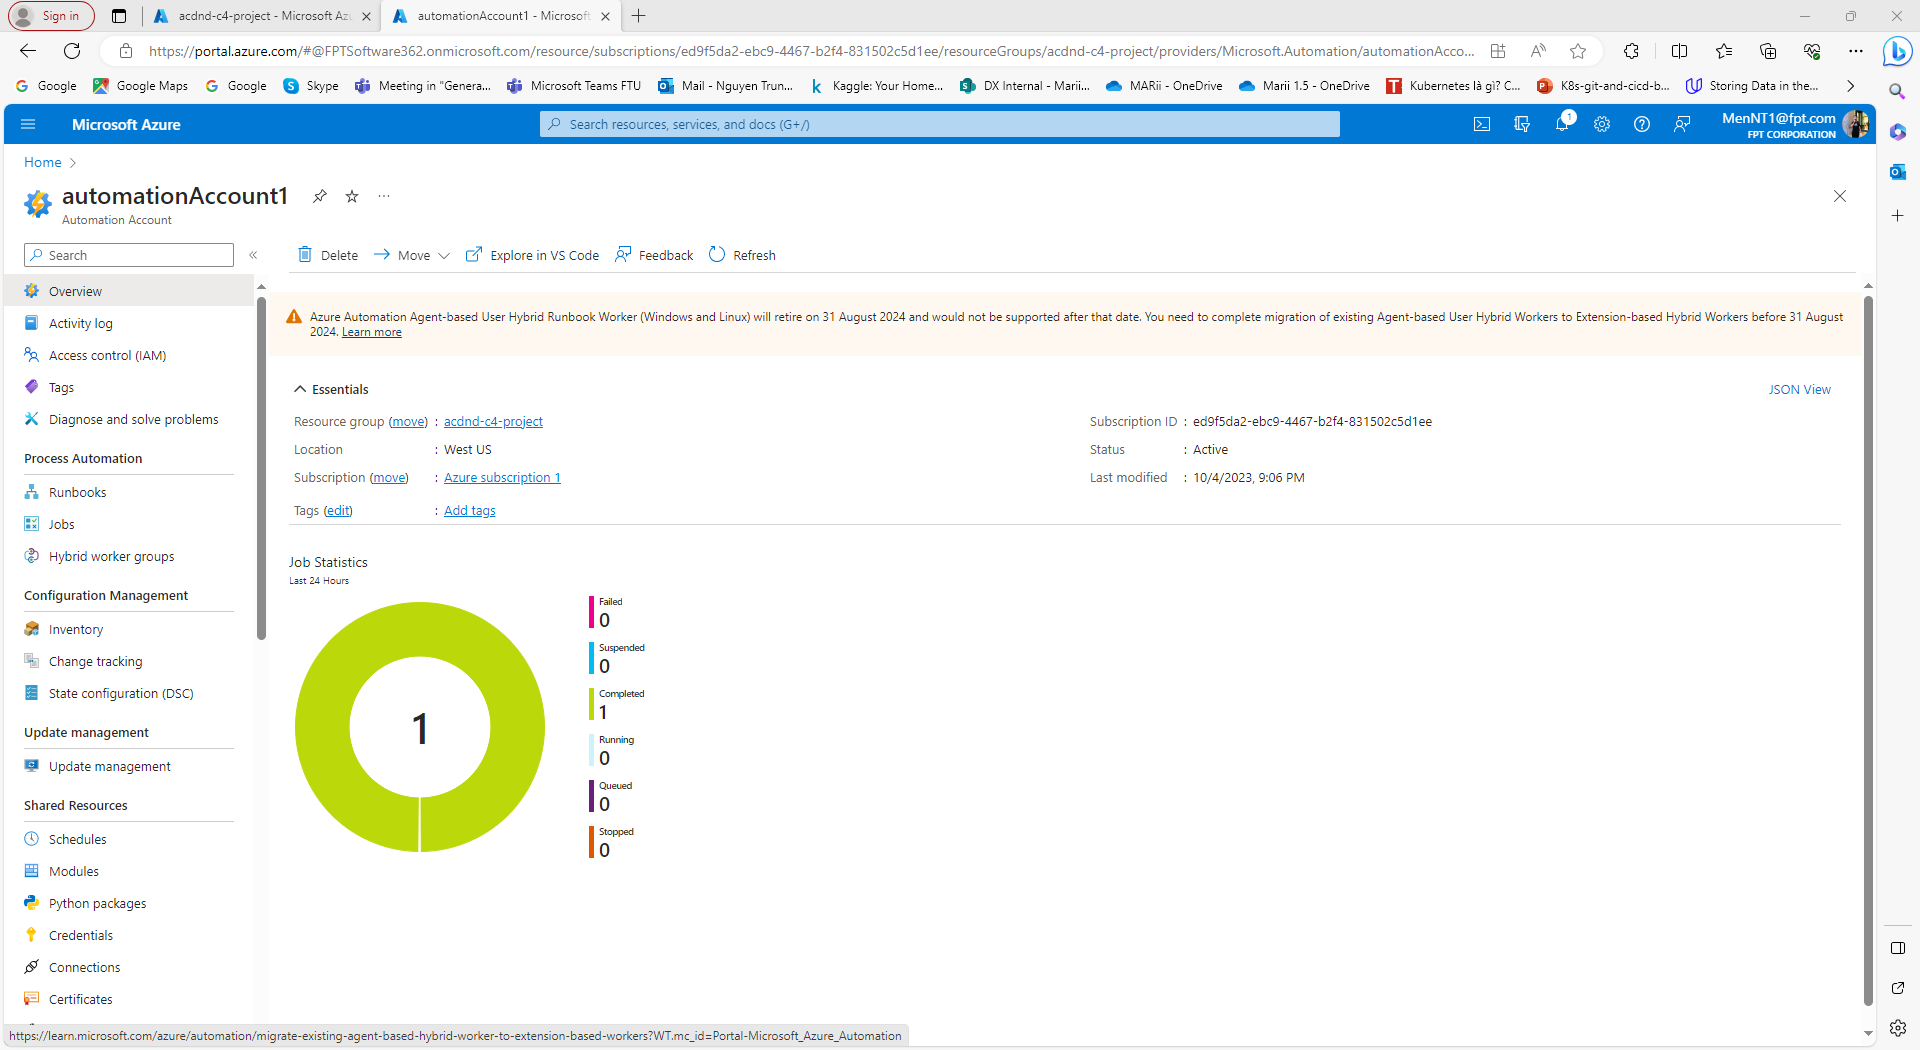 Sign in
acdnd-c4-project - Microsoft Az
automationAccount1 - Microsoft
https://portal.azure.com/#@FPTSoftware362.onmicrosoft.com/resource/subscriptions/ed9f5da2-ebc9-4467-b2f4-831502c5d1ee/resourceGroups/acdnd-c4-project/providers/Microsoft.Automation/automationAcco...
Google
Google Maps
Google
Skype
Meeting in "Genera...
Microsoft Teams FTU
Mail - Nguyen Trun...
Kaggle: Your Home...
DX Internal - Marii...
MARii - OneDrive
Marii 1.5 - OneDrive
Kubernetes là gì? C...
K8s-git-and-cicd-b...
Storing Data in the...
Microsoft Azure
Search resources, services, and docs (G+/)
1
MenNT1@fpt.com
FPT CORPORATION
Home
automationAccount1
Automation Account
Search
Delete
Move
Explore in VS Code
Feedback
Refresh
Overview
Activity log
Access control (IAM)
Tags
Diagnose and solve problems
Process Automation
Runbooks
Jobs
Hybrid worker groups
Configuration Management
Inventory
Change tracking
State configuration (DSC)
Update management
Update management
Shared Resources
Schedules
Modules
Python packages
Credentials
Connections
Certificates
Azure Automation Agent-based User Hybrid Runbook Worker (Windows and Linux) will retire on 31 August 2024 and would not be supported after that date. You need to complete migration of existing Agent-based User Hybrid Workers to Extension-based Hybrid Workers before 31 August
2024. Learn more
Essentials
JSON View
Resource group (move) : acdnd-c4-project
Location : West US
Subscription (move) : Azure subscription 1
Tags (edit) : Add tags
Subscription ID : ed9f5da2-ebc9-4467-b2f4-831502c5d1ee
Status : Active
Last modified : 10/4/2023, 9:06 PM
Job Statistics
Last 24 Hours
1
Failed
0
Suspended
0
Completed
1
Running
0
Queued
0
Stopped
0
https://learn.microsoft.com/azure/automation/migrate-existing-agent-based-hybrid-worker-to-extension-based-workers?WT.mc_id=Portal-Microsoft_Azure_Automation